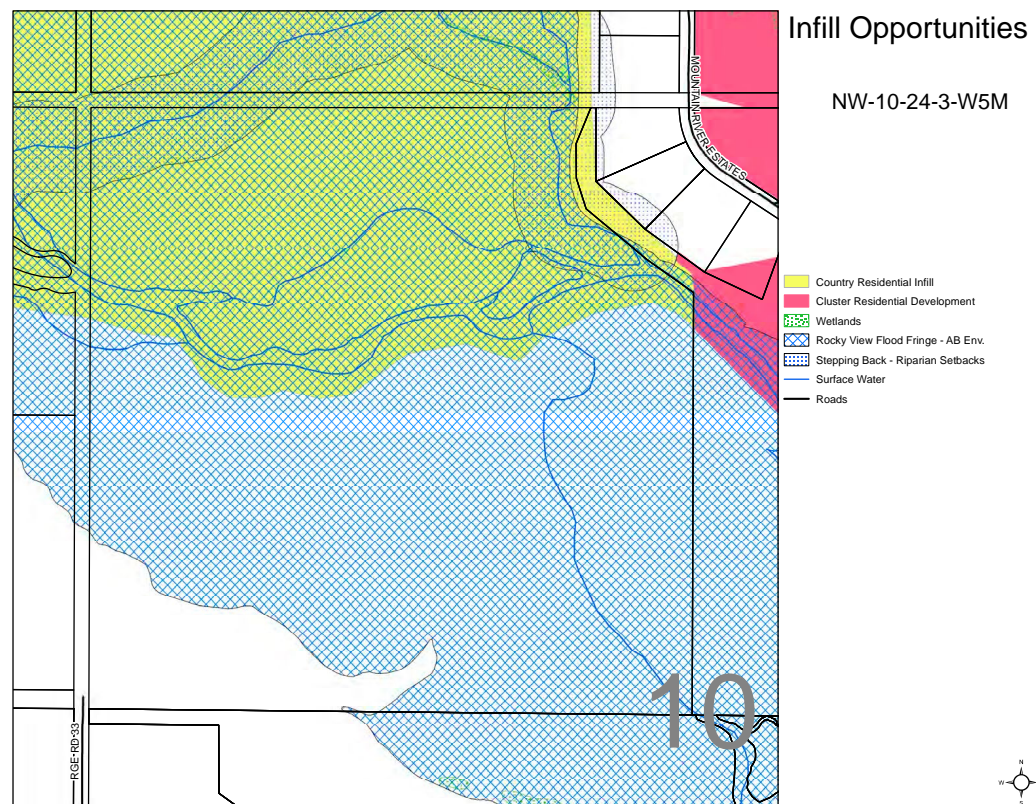 Infill Opportunities
NW-10-24-3-W5M
MOUNTAIN RIVER ESTATES
Country Residential Infill
Cluster Residential Development
Wetlands
Rocky View Flood Fringe - AB Env.
Stepping Back - Riparian Setbacks
Surface Water
Roads
10
RGE-RD-33
N
W
S